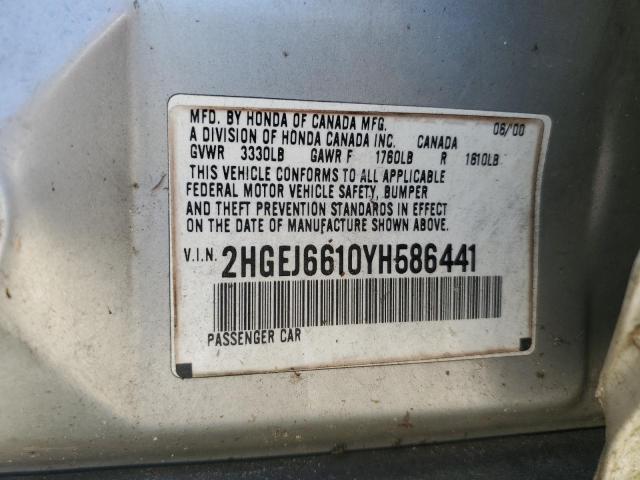 MFD. BY HONDA OF CANADA MFG. 06/'00
A DIVISION OF HONDA CANADA INC. CANADA
GVWR 3330LB GAWR F 1760LB R 1610LB
THIS VEHICLE CONFORMS TO ALL APPLICABLE
FEDERAL MOTOR VEHICLE SAFETY, BUMPER
AND THEFT PREVENTION STANDARDS IN EFFECT
ON THE DATE OF MANUFACTURE SHOWN ABOVE.
V.I.N. 2HGEJ6610YH586441
PASSENGER CAR